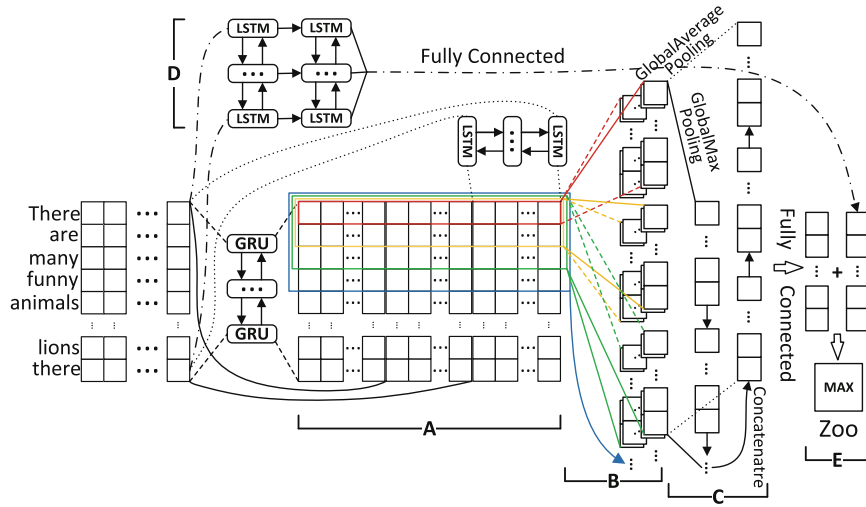 D
LSTM
LSTM
LSTM
LSTM
Fully Connected
GlobalAverage
Pooling
GlobalMax
Pooling
LSTM
LSTM
There
are
many
funny
animals
lions
there
GRU
GRU
Fully
Connected
Concatenatre
+
MAX
Zoo
A
B
C
E